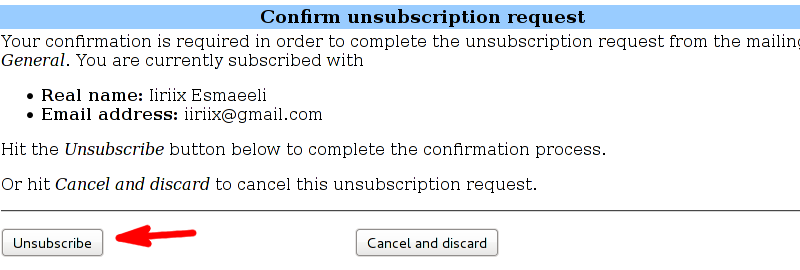 Confirm unsubscription request
Your confirmation is required in order to complete the unsubscription request from the mailing
General. You are currently subscribed with
• Real name: Iiriix Esmaeeli
• Email address: iiriix@gmail.com
Hit the Unsubscribe button below to complete the confirmation process.
Or hit Cancel and discard to cancel this unsubscription request.
Unsubscribe
Cancel and discard